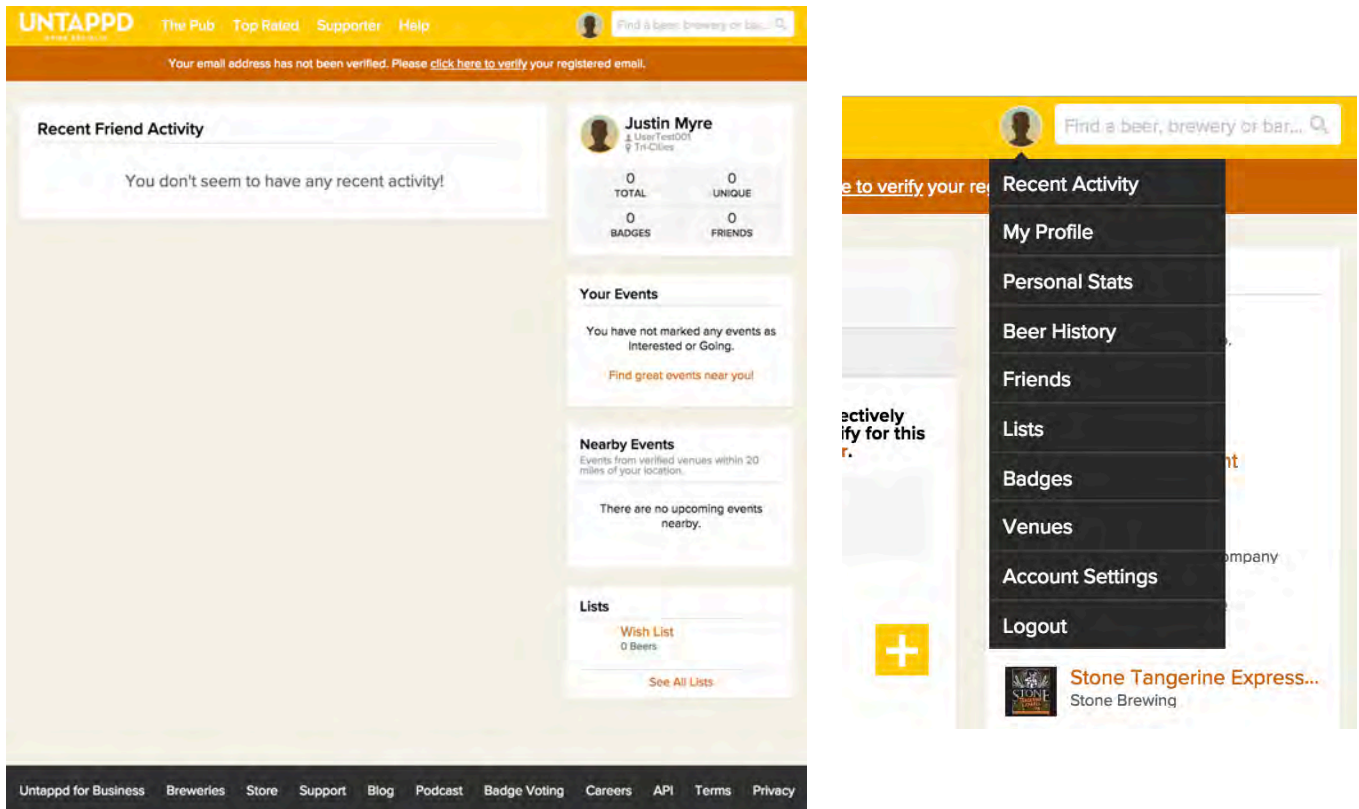 UNTAPPD
The Pub Top Rated Supporter Help
Find a beer, brewery or bar...
Your email address has not been verified. Please click here to verify your registered email.
Recent Friend Activity
You don't seem to have any recent activity!
Justin Myre
UserTest001
Tri-Cities
0 0
TOTAL UNIQUE
0 0
BADGES FRIENDS
Your Events
You have not marked any events as
Interested or Going.
Find great events near you!
Nearby Events
Events from verified venues within 20
miles of your location.
There are no upcoming events
nearby.
Lists
Wish List
0 Beers
See All Lists
Untappd for Business Breweries Store Support Blog Podcast Badge Voting Careers API Terms Privacy
Find a beer, brewery or bar...
e to verify your re
Recent Activity
My Profile
Personal Stats
Beer History
Friends
Lists
Badges
Venues
Account Settings
Logout
ectively
ify for this
r.
nt
ompany
Stone Tangerine Express...
Stone Brewing